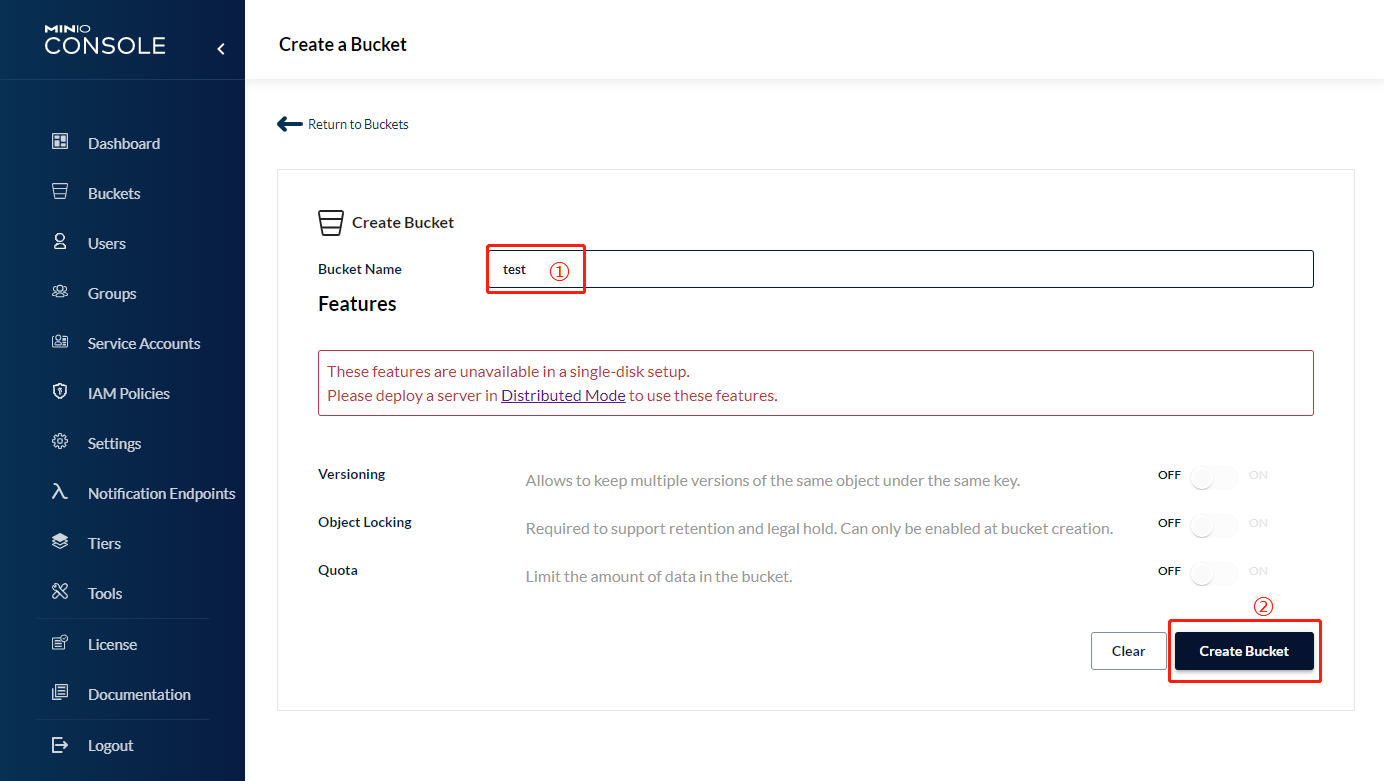 MINIO
CONSOLE
Create a Bucket
Return to Buckets
Dashboard
Buckets
Users
Groups
Service Accounts
IAM Policies
Settings
Notification Endpoints
Tiers
Tools
License
Documentation
Logout
Create Bucket
Bucket Name test ①
Features
These features are unavailable in a single-disk setup.
Please deploy a server in Distributed Mode to use these features.
Versioning Allows to keep multiple versions of the same object under the same key. OFF ON
Object Locking Required to support retention and legal hold. Can only be enabled at bucket creation. OFF ON
Quota Limit the amount of data in the bucket. OFF ON
②
Clear Create Bucket